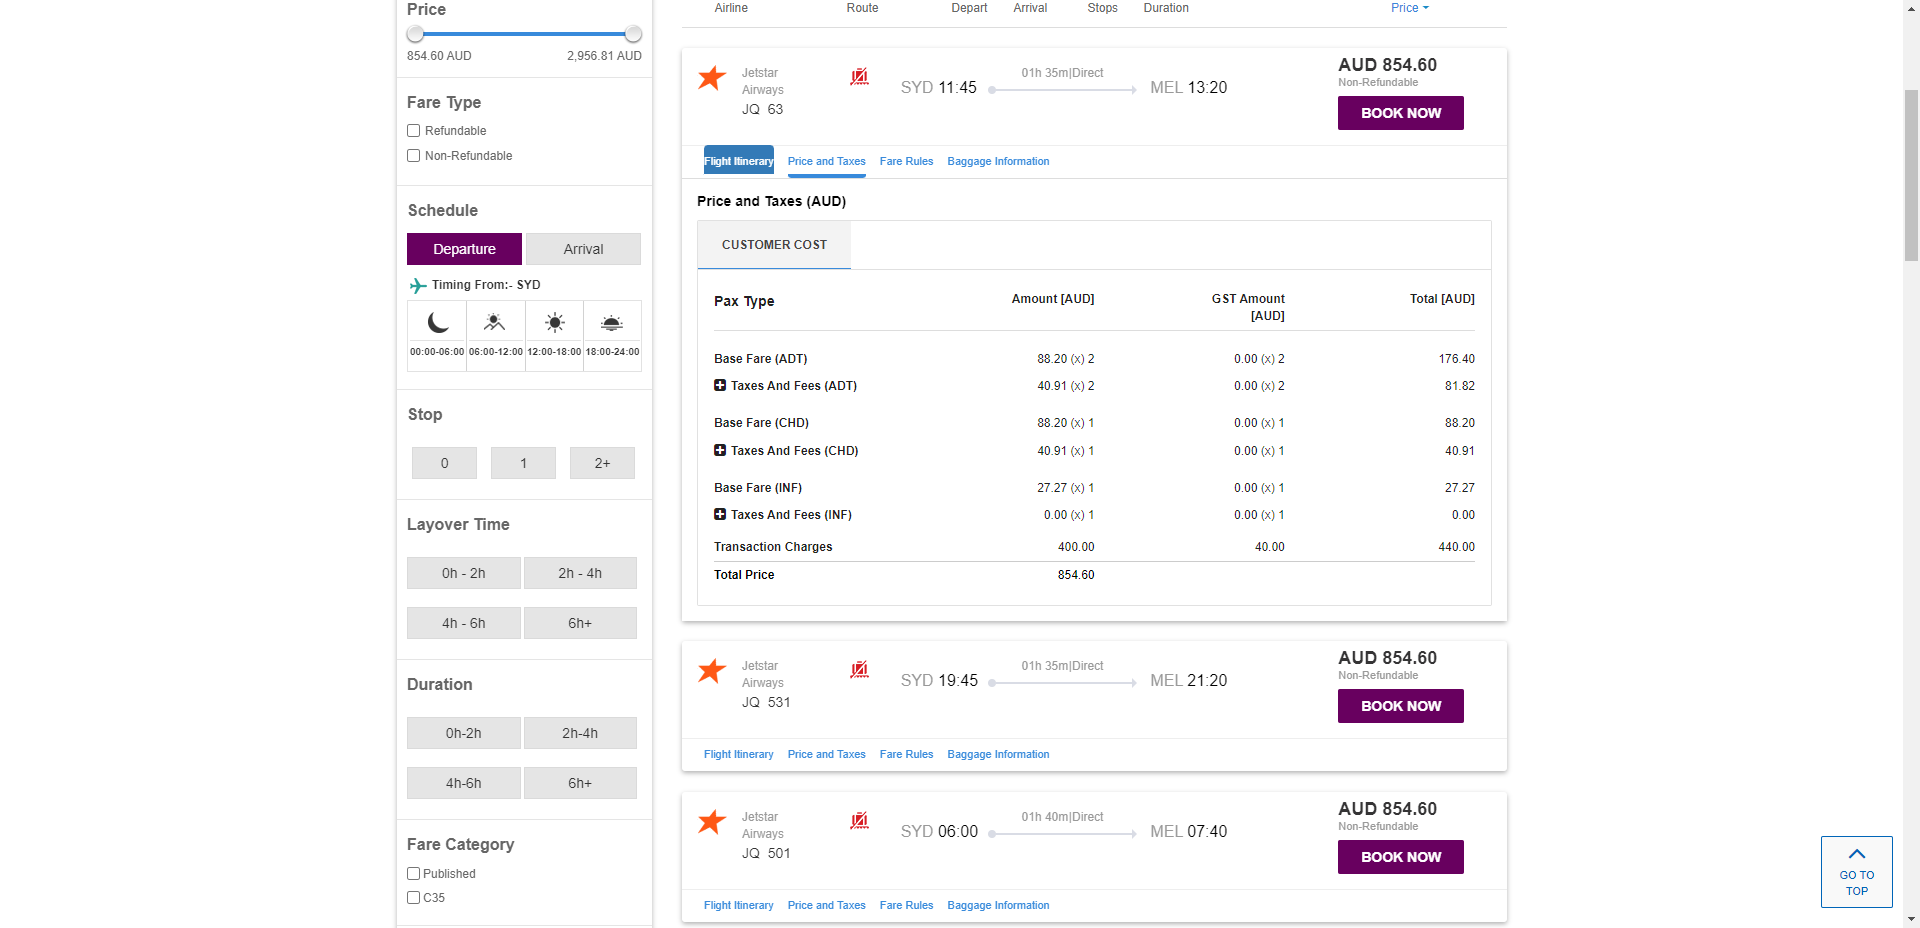 Price
854.60 AUD 2,956.81 AUD
Fare Type
Refundable
Non-Refundable
Schedule
Departure Arrival
Timing From:- SYD
00:00-06:00 06:00-12:00 12:00-18:00 18:00-24:00
Stop
0 1 2+
Layover Time
0h - 2h 2h - 4h
4h - 6h 6h+
Duration
0h-2h 2h-4h
4h-6h 6h+
Fare Category
Published
C35
Airline Route Depart Arrival Stops Duration Price
Jetstar
Airways
JQ 63
SYD 11:45
01h 35m|Direct
MEL 13:20
AUD 854.60
Non-Refundable
BOOK NOW
Flight Itinerary Price and Taxes Fare Rules Baggage Information
Price and Taxes (AUD)
CUSTOMER COST
Pax Type Amount [AUD] GST Amount [AUD] Total [AUD]
Base Fare (ADT) 88.20 (x) 2 0.00 (x) 2 176.40
Taxes And Fees (ADT) 40.91 (x) 2 0.00 (x) 2 81.82
Base Fare (CHD) 88.20 (x) 1 0.00 (x) 1 88.20
Taxes And Fees (CHD) 40.91 (x) 1 0.00 (x) 1 40.91
Base Fare (INF) 27.27 (x) 1 0.00 (x) 1 27.27
Taxes And Fees (INF) 0.00 (x) 1 0.00 (x) 1 0.00
Transaction Charges 400.00 40.00 440.00
Total Price 854.60
Jetstar
Airways
JQ 531
SYD 19:45
01h 35m|Direct
MEL 21:20
AUD 854.60
Non-Refundable
BOOK NOW
Flight Itinerary Price and Taxes Fare Rules Baggage Information
Jetstar
Airways
JQ 501
SYD 06:00
01h 40m|Direct
MEL 07:40
AUD 854.60
Non-Refundable
BOOK NOW
Flight Itinerary Price and Taxes Fare Rules Baggage Information
GO TO
TOP